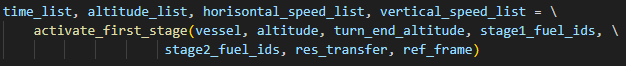 time_list, altitude_list, horisontal_speed_list, vertical_speed_list = \
activate_first_stage(vessel, altitude, turn_end_altitude, stage1_fuel_ids, \
stage2_fuel_ids, res_transfer, ref_frame)